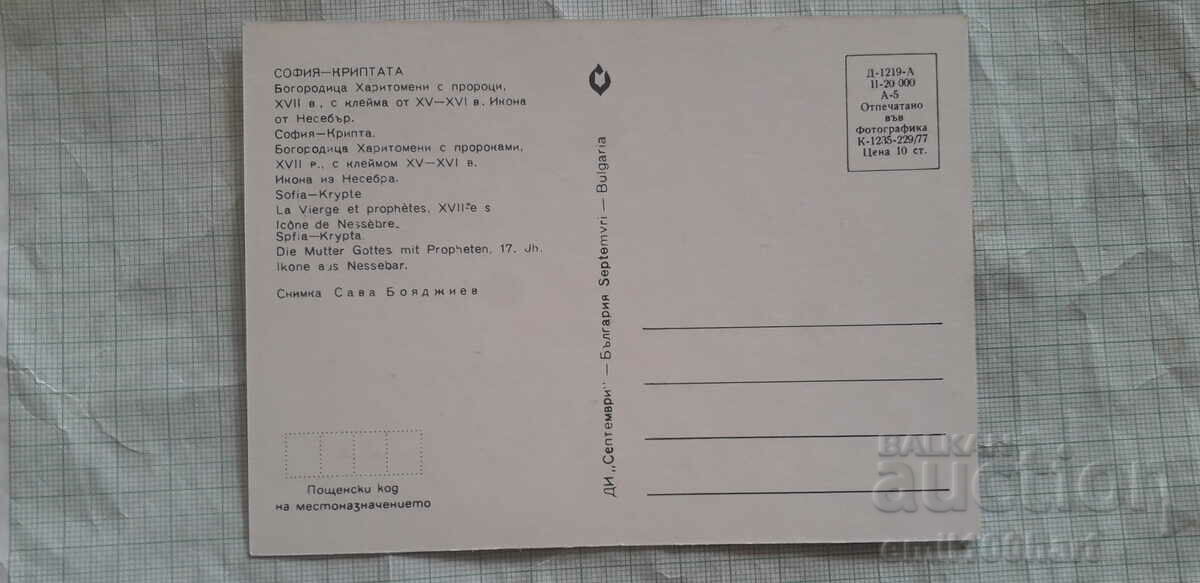 СОФИЯ—КРИПТАТА
Богородица Харитомени с пророци,
XVII в., с клейма от XV—XVI в. Икона
от Несебър.
София—Крипта.
Богородица Харитомени с пророками,
XVII р., с клеймом XV—XVI в.
Икона из Несебра.
Sofia—Krypte
La Vierge et prophètes, XVII-e s
Icône de Nessèbre.
Spfia—Krypta.
Die Mutter Gottes mit Propheten, 17. Jh.
Ikone aus Nessebar.
Снимка Сава Бояджиев
Пощенски код
на местоназначението
ДИ „Септември" — България Septemvri — Bulgaria
Д-1219-А
II-20 000
А-5
Отпечатано
във
Фотографика
К-1235-229/77
Цена 10 ст.
BALKAN
auction
emil100harf